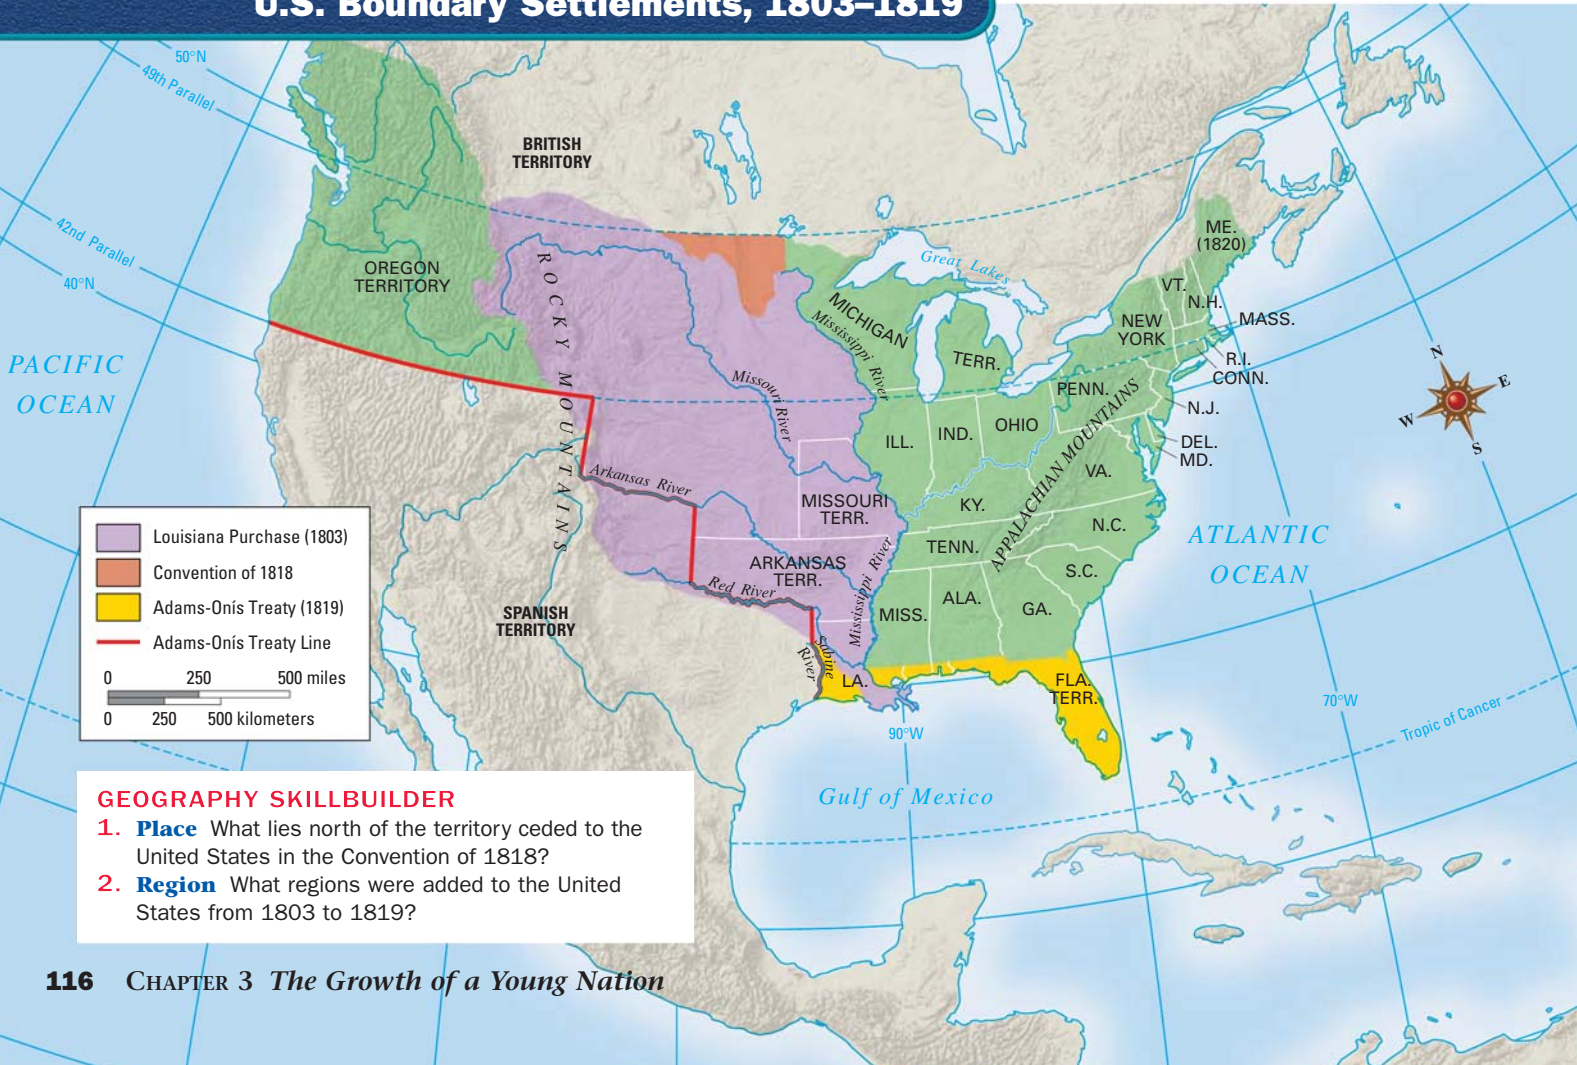 U.S. Boundary Settlements, 1803–1819
50°N
49th Parallel
42nd Parallel
40°N
BRITISH
TERRITORY
OREGON
TERRITORY
ROCKY MOUNTAINS
PACIFIC
OCEAN
Great Lakes
ME.
(1820)
VT.
N.H.
MASS.
NEW
YORK
R.I.
CONN.
MICHIGAN
TERR.
Mississippi River
Missouri River
PENN.
N.J.
DEL.
MD.
ILL.
IND.
OHIO
APPALACHIAN MOUNTAINS
VA.
KY.
N.C.
TENN.
S.C.
MISS.
ALA.
GA.
Arkansas River
MISSOURI
TERR.
ARKANSAS
TERR.
Mississippi River
Red River
SPANISH
TERRITORY
Sabine
River
LA.
FLA.
TERR.
ATLANTIC
OCEAN
N
E
W
S
90°W
70°W
Tropic of Cancer
Gulf of Mexico
Louisiana Purchase (1803)
Convention of 1818
Adams-Onís Treaty (1819)
Adams-Onís Treaty Line
0 250 500 miles
0 250 500 kilometers
GEOGRAPHY SKILLBUILDER
1. Place What lies north of the territory ceded to the
United States in the Convention of 1818?
2. Region What regions were added to the United
States from 1803 to 1819?
116 CHAPTER 3 The Growth of a Young Nation